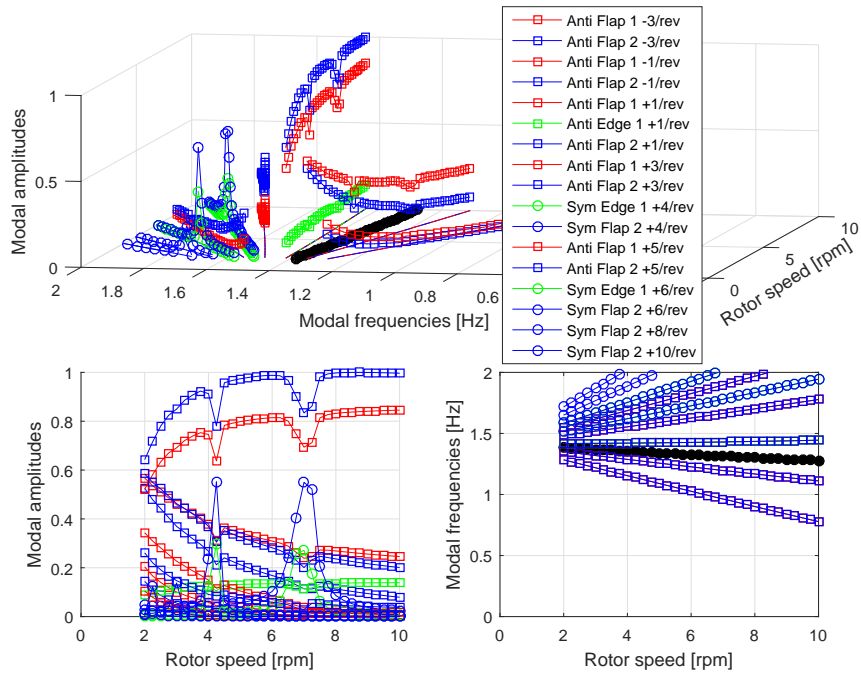 Modal amplitudes
1
0.5
0
2
1.8
1.6
1.4
1.2
1
0.8
0.6
Modal frequencies [Hz]
0
5
10
Rotor speed [rpm]
Anti Flap 1 -3/rev
Anti Flap 2 -3/rev
Anti Flap 1 -1/rev
Anti Flap 2 -1/rev
Anti Flap 1 +1/rev
Anti Edge 1 +1/rev
Anti Flap 2 +1/rev
Anti Flap 1 +3/rev
Anti Flap 2 +3/rev
Sym Edge 1 +4/rev
Sym Flap 2 +4/rev
Anti Flap 1 +5/rev
Anti Flap 2 +5/rev
Sym Edge 1 +6/rev
Sym Flap 2 +6/rev
Sym Flap 2 +8/rev
Sym Flap 2 +10/rev
Modal amplitudes
1
0.8
0.6
0.4
0.2
0
0 2 4 6 8 10
Rotor speed [rpm]
Modal frequencies [Hz]
2
1.5
1
0.5
0
0 2 4 6 8 10
Rotor speed [rpm]